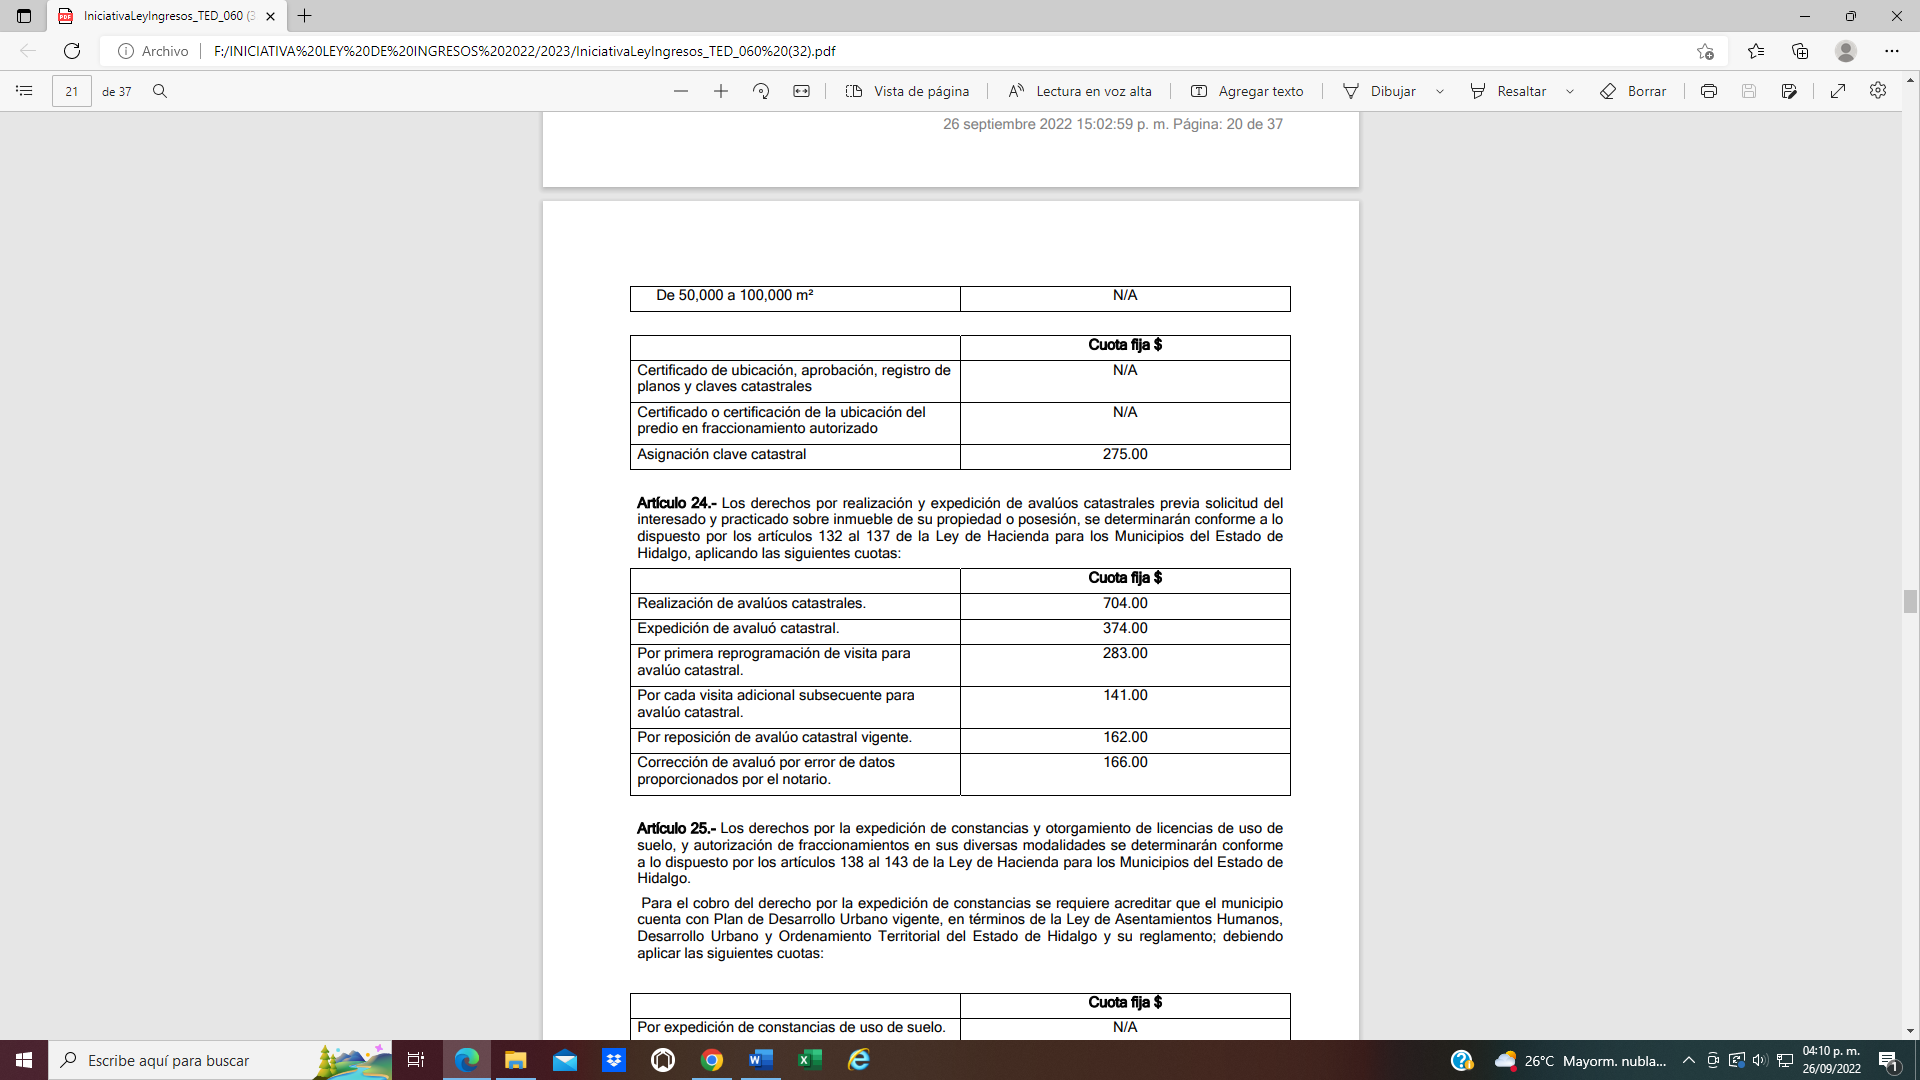 IniciativaLeyIngresos_TED_060 (3
Archivo
F:/INICIATIVA%20LEY%20DE%20INGRESOS%202022/2023/IniciativaLeyIngresos_TED_060%20(32).pdf
21 de 37
Vista de página
Lectura en voz alta
Agregar texto
Dibujar
Resaltar
Borrar
26 septiembre 2022 15:02:59 p. m. Página: 20 de 37
De 50,000 a 100,000 m² N/A
Cuota fija $
Certificado de ubicación, aprobación, registro de N/A
planos y claves catastrales
Certificado o certificación de la ubicación del N/A
predio en fraccionamiento autorizado
Asignación clave catastral 275.00
Artículo 24.- Los derechos por realización y expedición de avalúos catastrales previa solicitud del
interesado y practicado sobre inmueble de su propiedad o posesión, se determinarán conforme a lo
dispuesto por los artículos 132 al 137 de la Ley de Hacienda para los Municipios del Estado de
Hidalgo, aplicando las siguientes cuotas:
Cuota fija $
Realización de avalúos catastrales. 704.00
Expedición de avaluó catastral. 374.00
Por primera reprogramación de visita para 283.00
avalúo catastral.
Por cada visita adicional subsecuente para 141.00
avalúo catastral.
Por reposición de avalúo catastral vigente. 162.00
Corrección de avaluó por error de datos 166.00
proporcionados por el notario.
Artículo 25.- Los derechos por la expedición de constancias y otorgamiento de licencias de uso de
suelo, y autorización de fraccionamientos en sus diversas modalidades se determinarán conforme
a lo dispuesto por los artículos 138 al 143 de la Ley de Hacienda para los Municipios del Estado de
Hidalgo.
Para el cobro del derecho por la expedición de constancias se requiere acreditar que el municipio
cuenta con Plan de Desarrollo Urbano vigente, en términos de la Ley de Asentamientos Humanos,
Desarrollo Urbano y Ordenamiento Territorial del Estado de Hidalgo y su reglamento; debiendo
aplicar las siguientes cuotas:
Cuota fija $
Por expedición de constancias de uso de suelo. N/A
Escribe aquí para buscar
26°C Mayorm. nubla...
04:10 p. m.
26/09/2022
1